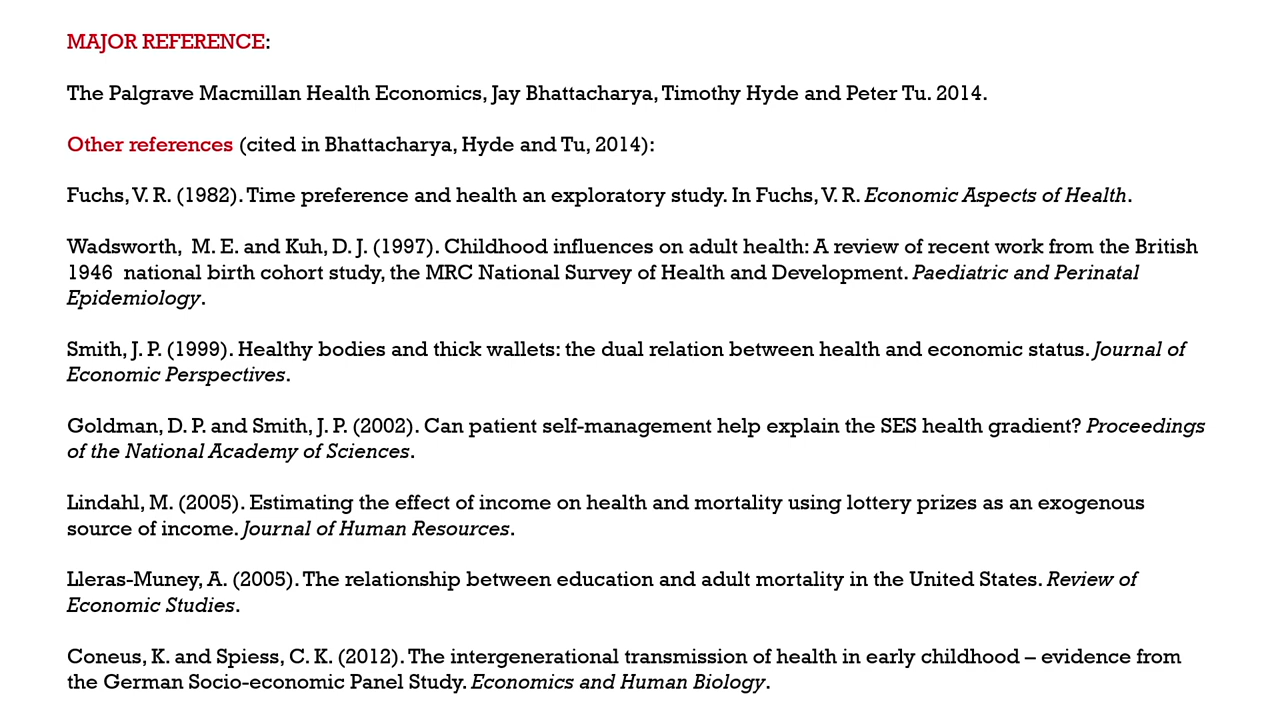 MAJOR REFERENCE:
The Palgrave Macmillan Health Economics, Jay Bhattacharya, Timothy Hyde and Peter Tu. 2014.
Other references (cited in Bhattacharya, Hyde and Tu, 2014):
Fuchs, V. R. (1982). Time preference and health an exploratory study. In Fuchs, V. R. Economic Aspects of Health.
Wadsworth,  M. E. and Kuh, D. J. (1997). Childhood influences on adult health: A review of recent work from the British
1946  national birth cohort study, the MRC National Survey of Health and Development. Paediatric and Perinatal
Epidemiology.
Smith, J. P. (1999). Healthy bodies and thick wallets: the dual relation between health and economic status. Journal of
Economic Perspectives.
Goldman, D. P. and Smith, J. P. (2002). Can patient self-management help explain the SES health gradient? Proceedings
of the National Academy of Sciences.
Lindahl, M. (2005). Estimating the effect of income on health and mortality using lottery prizes as an exogenous
source of income. Journal of Human Resources.
Lleras-Muney, A. (2005). The relationship between education and adult mortality in the United States. Review of
Economic Studies.
Coneus, K. and Spiess, C. K. (2012). The intergenerational transmission of health in early childhood – evidence from
the German Socio-economic Panel Study. Economics and Human Biology.